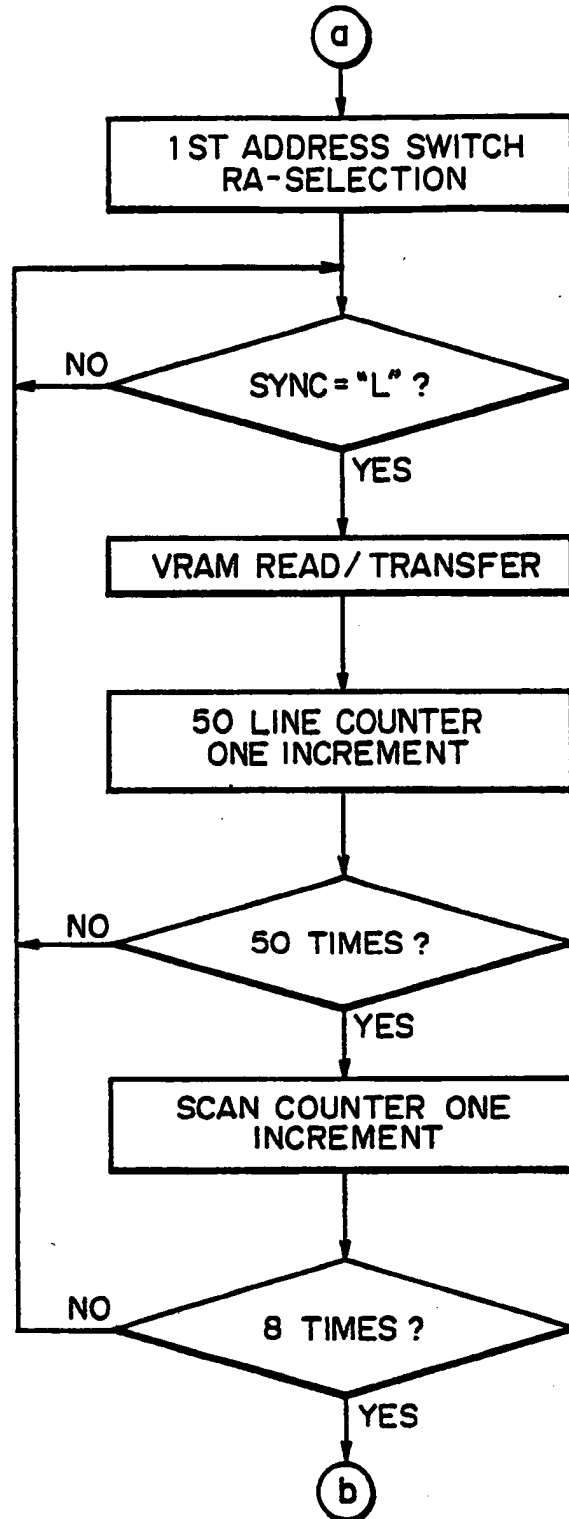 a
1ST ADDRESS SWITCH
RA-SELECTION
NO
SYNC="L"?
YES
VRAM READ/TRANSFER
50 LINE COUNTER
ONE INCREMENT
NO
50 TIMES?
YES
SCAN COUNTER ONE
INCREMENT
NO
8 TIMES?
YES
b